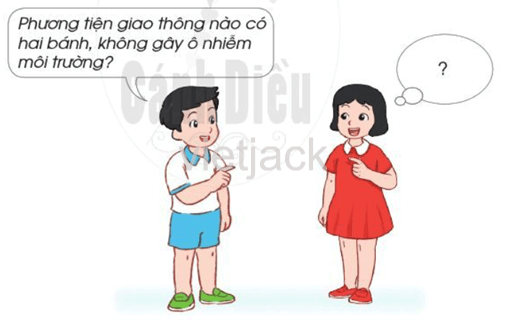 Phương tiện giao thông nào có
hai bánh, không gây ô nhiễm
môi trường?
?
Cánh Diều
vietjack